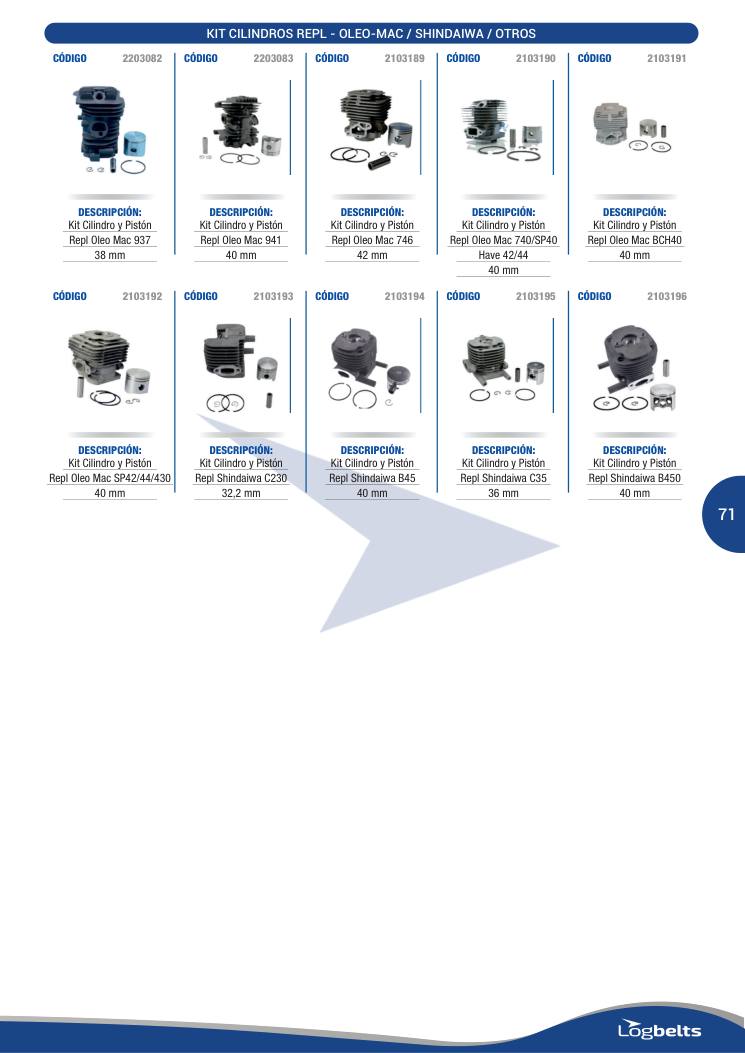 KIT CILINDROS REPL - OLEO-MAC / SHINDAIWA / OTROS
CÓDIGO 2203082
DESCRIPCIÓN:
Kit Cilindro y Pistón
Repl Oleo Mac 937
38 mm
CÓDIGO 2203083
DESCRIPCIÓN:
Kit Cilindro y Pistón
Repl Oleo Mac 941
40 mm
CÓDIGO 2103189
DESCRIPCIÓN:
Kit Cilindro y Pistón
Repl Oleo Mac 746
42 mm
CÓDIGO 2103190
DESCRIPCIÓN:
Kit Cilindro y Pistón
Repl Oleo Mac 740/SP40
Have 42/44
40 mm
CÓDIGO 2103191
DESCRIPCIÓN:
Kit Cilindro y Pistón
Repl Oleo Mac BCH40
40 mm
CÓDIGO 2103192
DESCRIPCIÓN:
Kit Cilindro y Pistón
Repl Oleo Mac SP42/44/430
40 mm
CÓDIGO 2103193
DESCRIPCIÓN:
Kit Cilindro y Pistón
Repl Shindaiwa C230
32,2 mm
CÓDIGO 2103194
DESCRIPCIÓN:
Kit Cilindro y Pistón
Repl Shindaiwa B45
40 mm
CÓDIGO 2103195
DESCRIPCIÓN:
Kit Cilindro y Pistón
Repl Shindaiwa C35
36 mm
CÓDIGO 2103196
DESCRIPCIÓN:
Kit Cilindro y Pistón
Repl Shindaiwa B450
40 mm
71
Logbelts